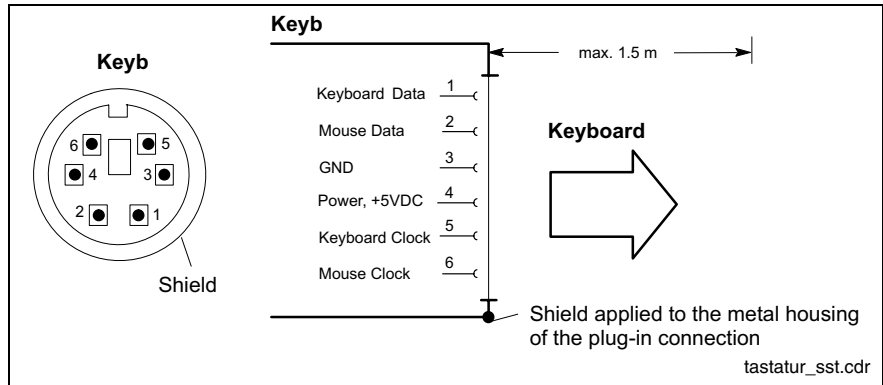 Keyb
Keyb
max. 1.5 m
Keyboard Data 1
Mouse Data 2
GND 3
Power, +5VDC 4
Keyboard Clock 5
Mouse Clock 6
Keyboard
6 5
4 3
2 1
Shield
Shield applied to the metal housing
of the plug-in connection
tastatur_sst.cdr